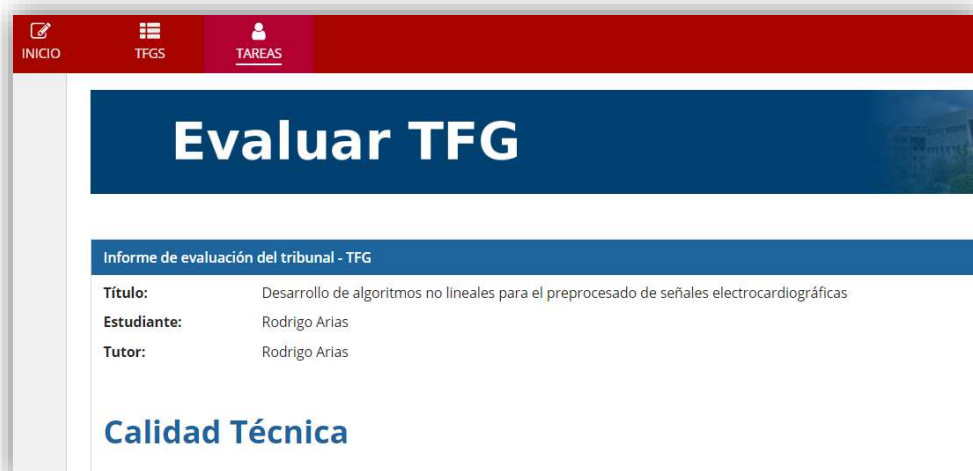 INICIO TFGS TAREAS
Evaluar TFG
Informe de evaluación del tribunal - TFG
Título: Desarrollo de algoritmos no lineales para el preprocesado de señales electrocardiográficas
Estudiante: Rodrigo Arias
Tutor: Rodrigo Arias
Calidad Técnica